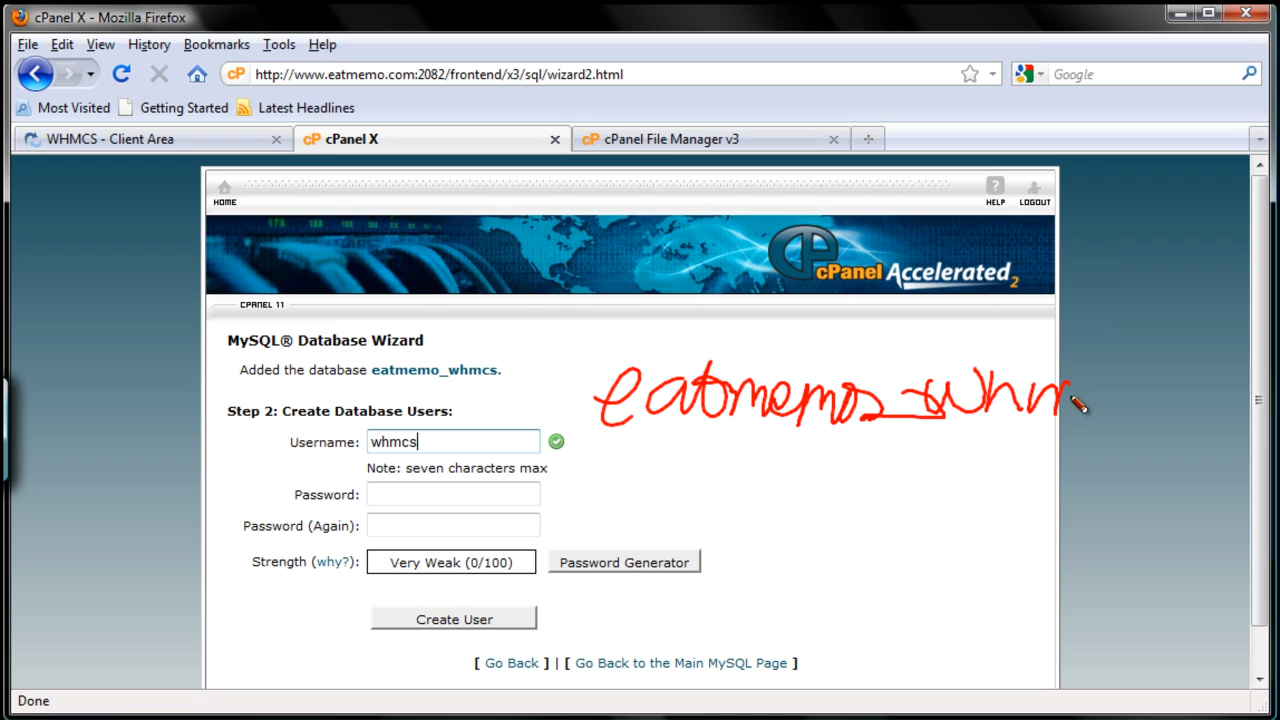 cPanel X - Mozilla Firefox
File Edit View History Bookmarks Tools Help
cP http://www.eatmemo.com:2082/frontend/x3/sql/wizard2.html Google
Most Visited Getting Started Latest Headlines
WHMCS - Client Area cP cPanel X cP cPanel File Manager v3
HOME HELP LOGOUT
cPanel Accelerated2
CPANEL 11
MySQL® Database Wizard
Added the database eatmemo_whmcs.
eatmemo_whm
Step 2: Create Database Users:
Username: whmcs
Note: seven characters max
Password:
Password (Again):
Strength (why?): Very Weak (0/100) Password Generator
Create User
[ Go Back ] | [ Go Back to the Main MySQL Page ]
Done